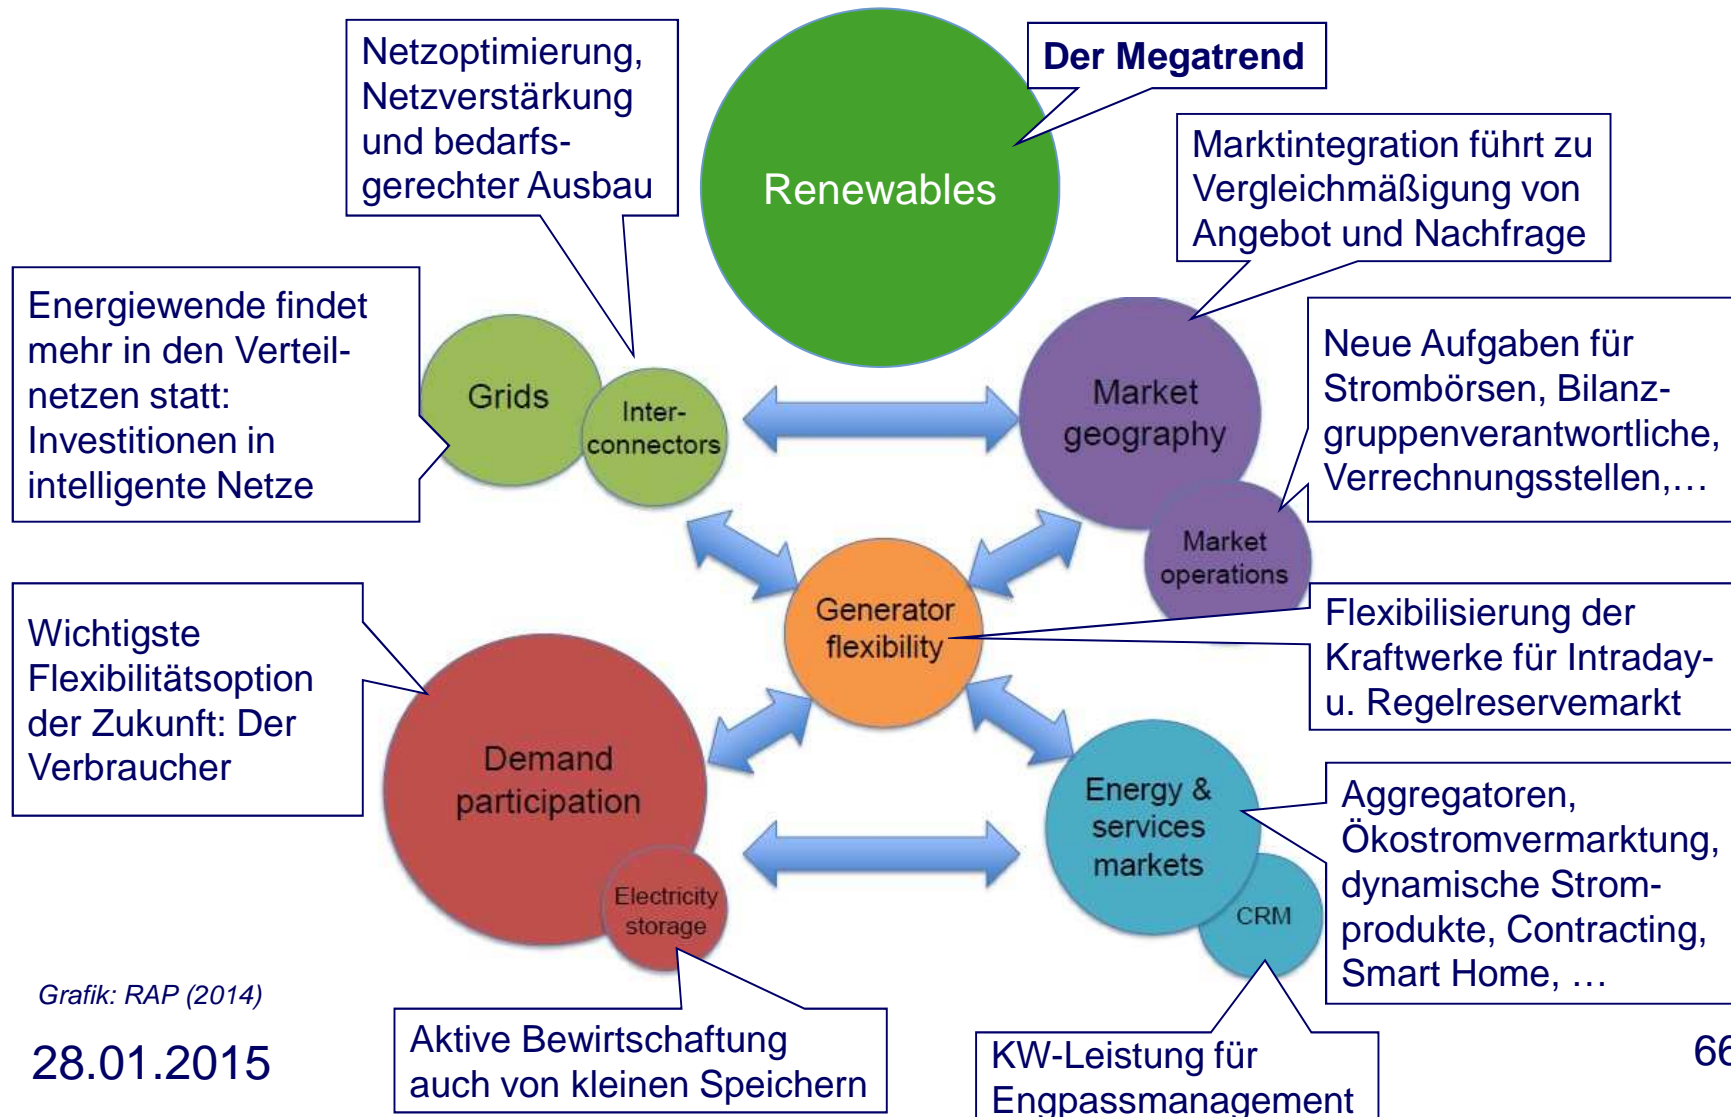 Netzoptimierung,
Netzverstärkung
und bedarfs-
gerechter Ausbau
Der Megatrend
Renewables
Marktintegration führt zu
Vergleichmäßigung von
Angebot und Nachfrage
Energiewende findet
mehr in den Verteil-
netzen statt:
Investitionen in
intelligente Netze
Grids
Inter-
connectors
Market
geography
Neue Aufgaben für
Strombörsen, Bilanz-
gruppenverantwortliche,
Verrechnungsstellen,…
Market
operations
Generator
flexibility
Flexibilisierung der
Kraftwerke für Intraday-
u. Regelreservemarkt
Wichtigste
Flexibilitätsoption
der Zukunft: Der
Verbraucher
Demand
participation
Electricity
storage
Energy &
services
markets
CRM
Aggregatoren,
Ökostromvermarktung,
dynamische Strom-
produkte, Contracting,
Smart Home, …
Grafik: RAP (2014)
28.01.2015
Aktive Bewirtschaftung
auch von kleinen Speichern
KW-Leistung für
Engpassmanagement
66